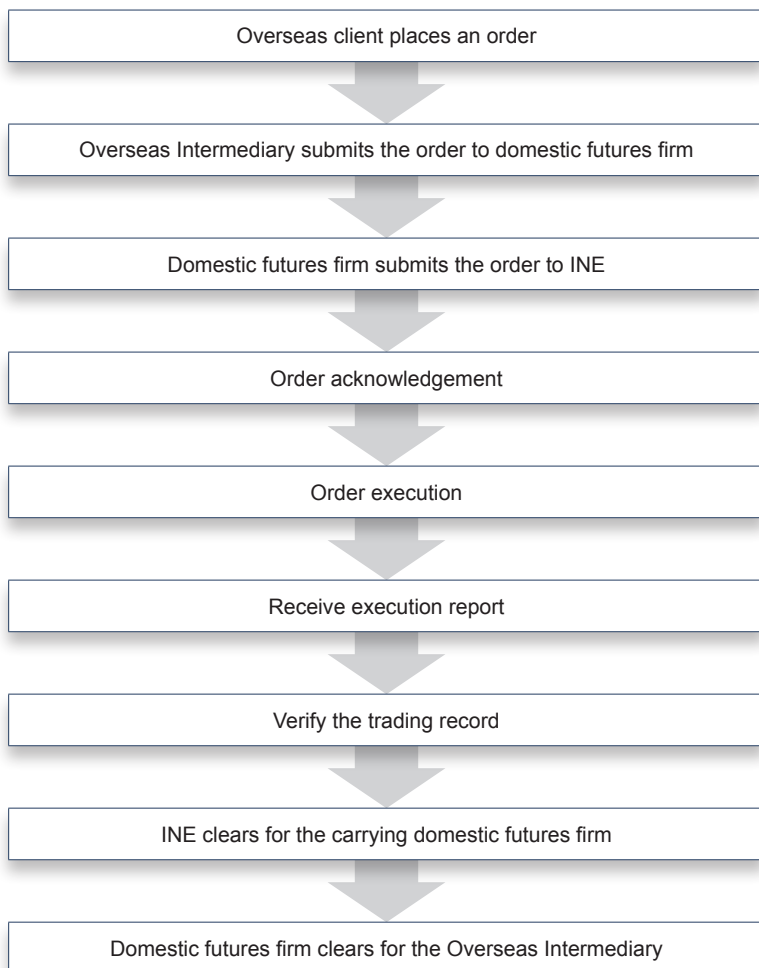 Overseas client places an order
Overseas Intermediary submits the order to domestic futures firm
Domestic futures firm submits the order to INE
Order acknowledgement
Order execution
Receive execution report
Verify the trading record
INE clears for the carrying domestic futures firm
Domestic futures firm clears for the Overseas Intermediary